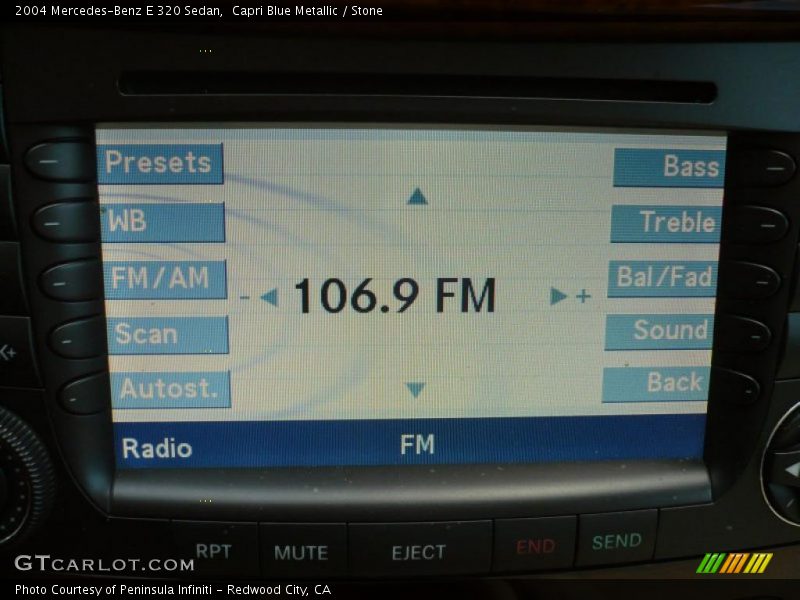 2004 Mercedes-Benz E 320 Sedan,  Capri Blue Metallic / Stone
Presets
Bass
WB
Treble
FM/AM
Bal/Fad
- 106.9 FM +
Scan
Sound
Autost.
Back
Radio
FM
RPT
MUTE
EJECT
END
SEND
GTCARLOT.COM
Photo Courtesy of Peninsula Infiniti - Redwood City, CA